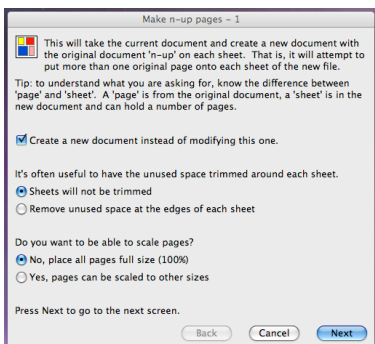 Make n-up pages - 1
This will take the current document and create a new document with
the original document 'n-up' on each sheet.  That is, it will attempt to
put more than one original page onto each sheet of the new file.
Tip: to understand what you are asking for, know the difference between
'page' and 'sheet'.  A 'page' is from the original document, a 'sheet' is in the
new document and can hold a number of pages.
Create a new document instead of modifying this one.
It's often useful to have the unused space trimmed around each sheet.
Sheets will not be trimmed
Remove unused space at the edges of each sheet
Do you want to be able to scale pages?
No, place all pages full size (100%)
Yes, pages can be scaled to other sizes
Press Next to go to the next screen.
Back Cancel Next